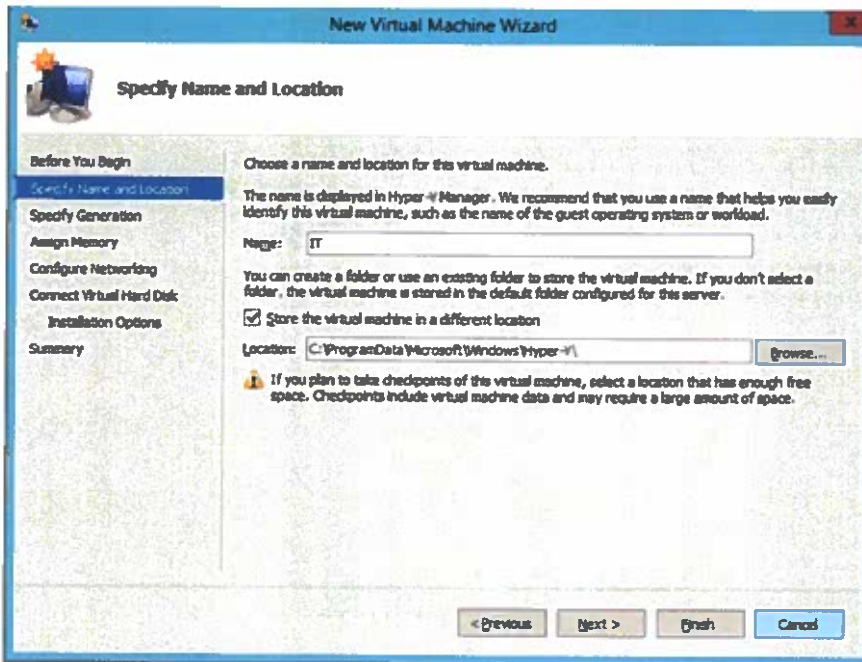 New Virtual Machine Wizard
Specify Name and Location
Before You Begin
Specify Name and Location
Specify Generation
Assign Memory
Configure Networking
Connect Virtual Hard Disk
Installation Options
Summary
Choose a name and location for this virtual machine.
The name is displayed in Hyper-V Manager. We recommend that you use a name that helps you easily
identify this virtual machine, such as the name of the guest operating system or workload.
Name: IT
You can create a folder or use an existing folder to store the virtual machine. If you don't select a
folder, the virtual machine is stored in the default folder configured for this server.
Store the virtual machine in a different location
Location: C:\ProgramData\Microsoft\Windows\Hyper-V\
Browse...
If you plan to take checkpoints of this virtual machine, select a location that has enough free
space. Checkpoints include virtual machine data and may require a large amount of space.
< Previous
Next >
Finish
Cancel